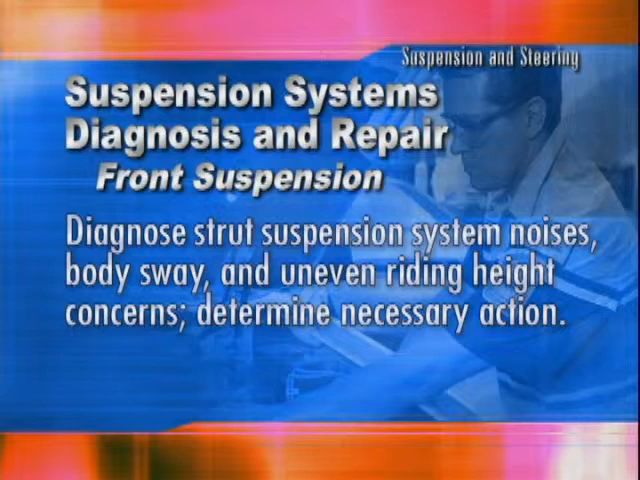 Suspension and Steering
Suspension Systems
Diagnosis and Repair
Front Suspension
Diagnose strut suspension system noises,
body sway, and uneven riding height
concerns; determine necessary action.